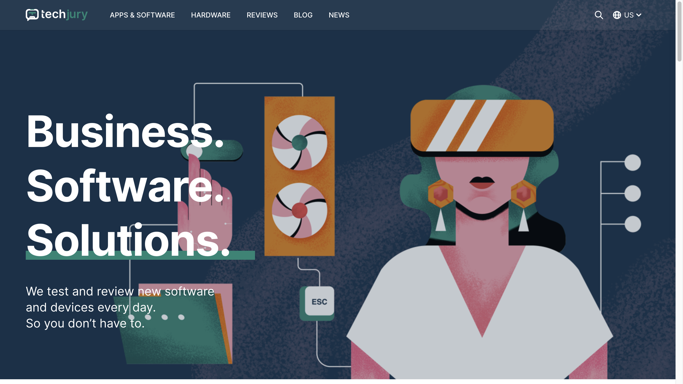 techjury APPS & SOFTWARE HARDWARE REVIEWS BLOG NEWS US
Business.
Software.
Solutions.
We test and review new software
and devices every day.
So you don't have to.
ESC